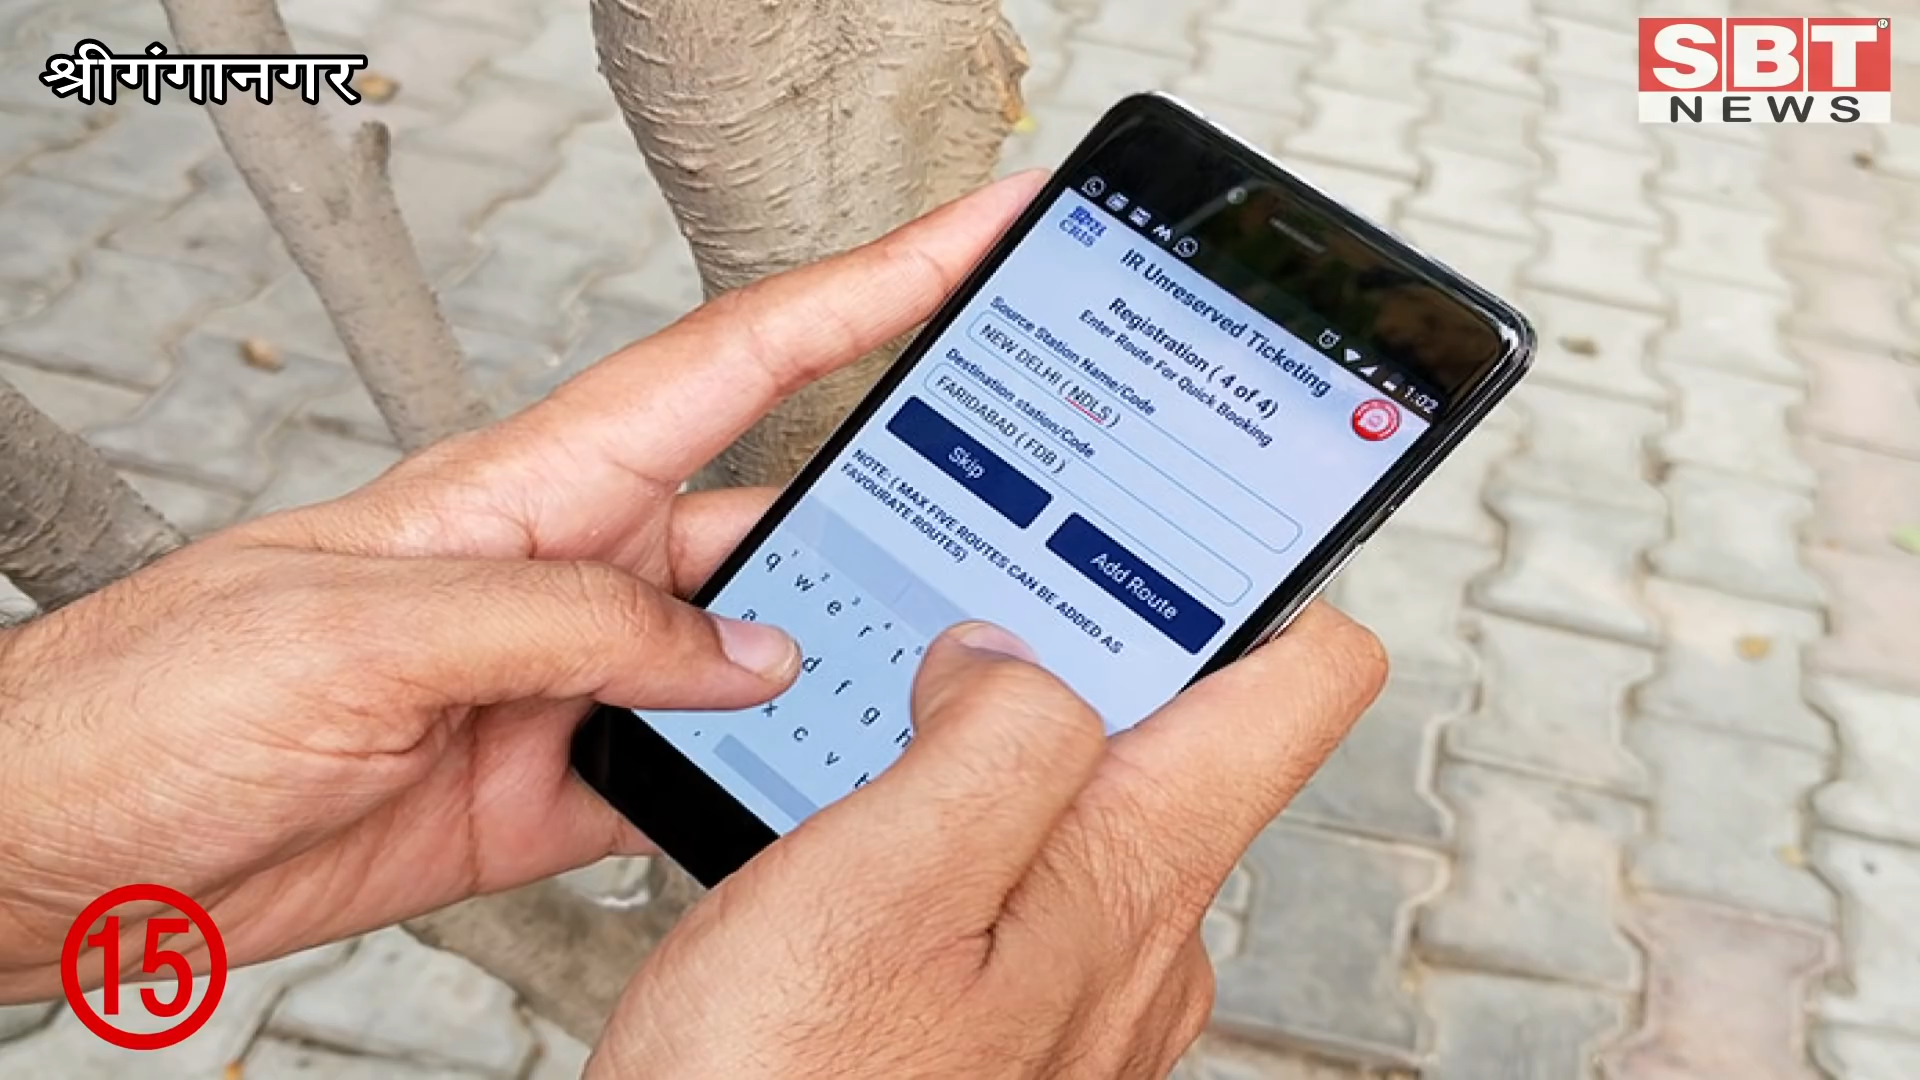 श्रीगंगानगर
SBT
NEWS
CRIS
1:02
IR Unreserved Ticketing
Registration ( 4 of 4)
Enter Route For Quick Booking
Source Station Name/Code
NEW DELHI ( NDLS )
Destination station/Code
FARIDABAD ( FDB )
Skip
Add Route
NOTE: ( MAX FIVE ROUTES CAN BE ADDED AS
FAVOURATE ROUTES)
q w e r t
a d f g h
x c v
15